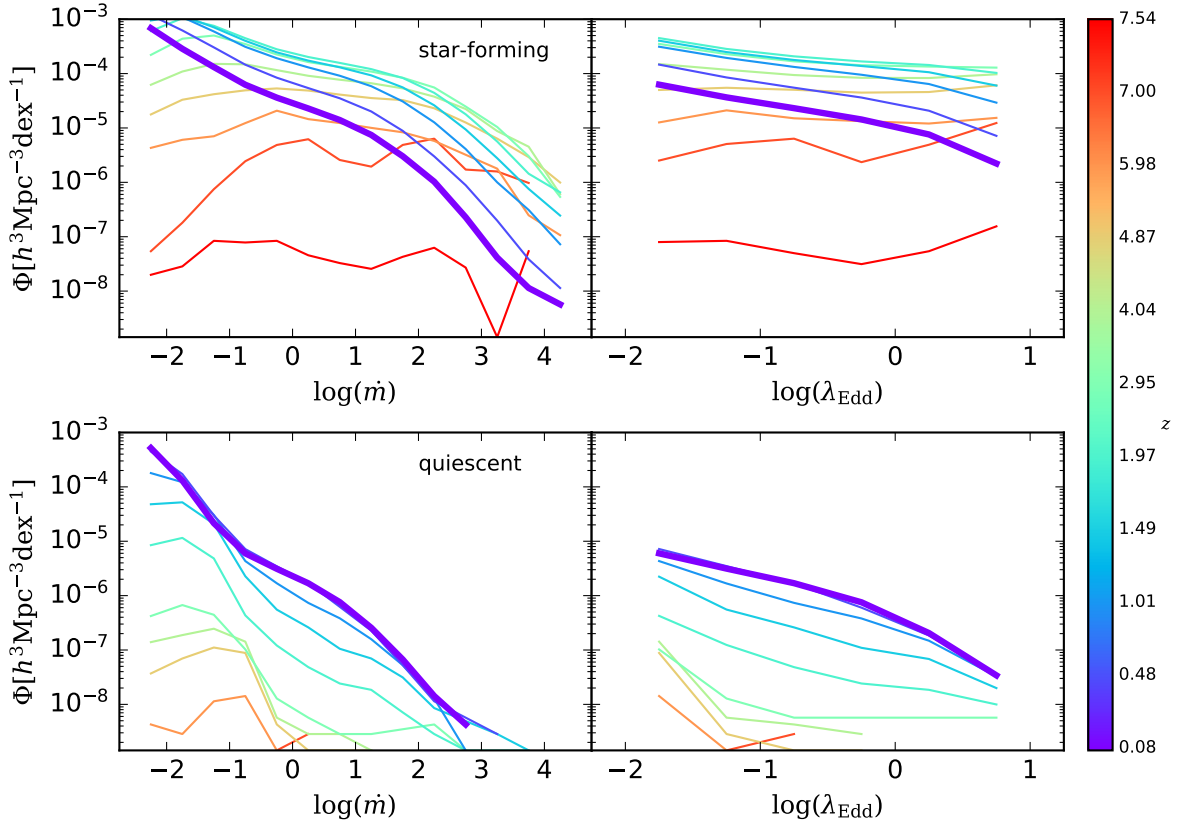 10⁻³
10⁻⁴
10⁻⁵
10⁻⁶
10⁻⁷
10⁻⁸
Φ[h³Mpc⁻³dex⁻¹]
star-forming
−2 −1 0 1 2 3 4
log(ṁ)
−2 −1 0 1
log(λ_Edd)
10⁻³
10⁻⁴
10⁻⁵
10⁻⁶
10⁻⁷
10⁻⁸
Φ[h³Mpc⁻³dex⁻¹]
quiescent
−2 −1 0 1 2 3 4
log(ṁ)
−2 −1 0 1
log(λ_Edd)
7.54
7.00
5.98
4.87
4.04
2.95
1.97
1.49
1.01
0.48
0.08
z